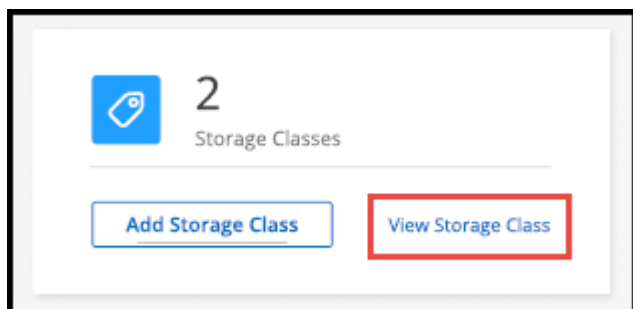 2
Storage Classes
Add Storage Class
View Storage Class